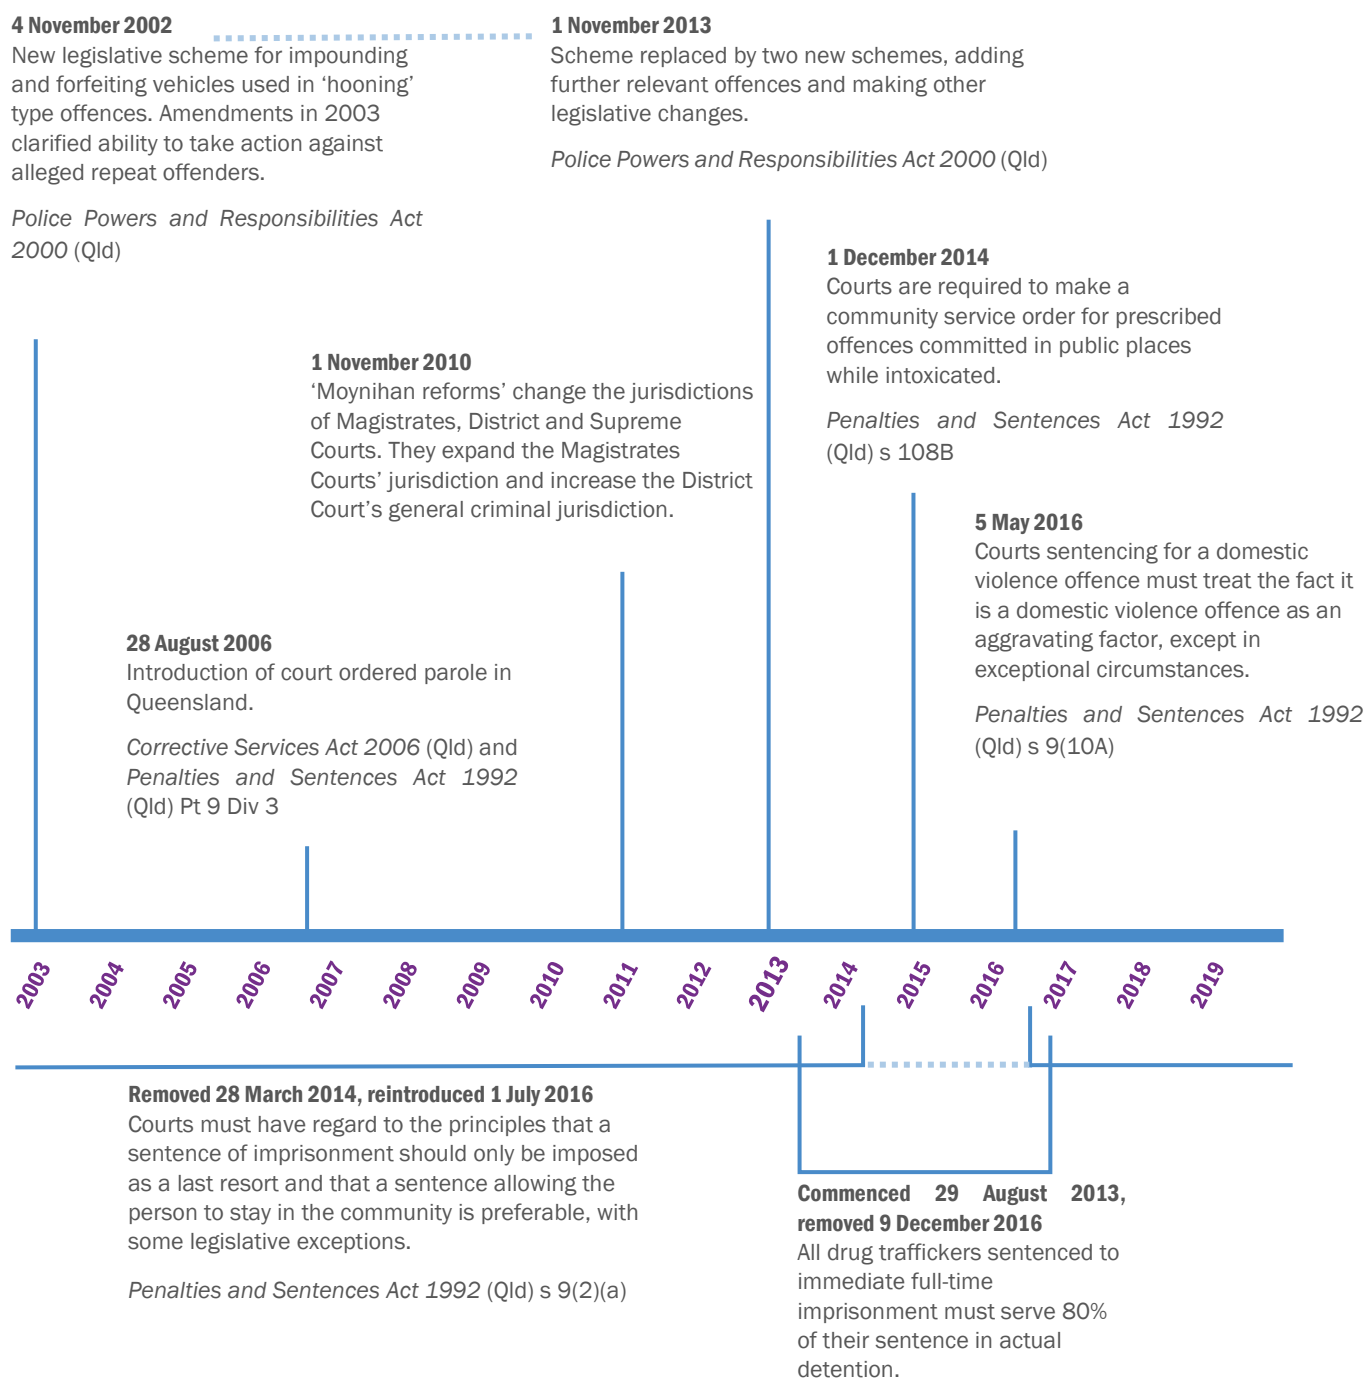 4 November 2002
New legislative scheme for impounding
and forfeiting vehicles used in ‘hooning’
type offences. Amendments in 2003
clarified ability to take action against
alleged repeat offenders.
Police Powers and Responsibilities Act
2000 (Qld)
1 November 2013
Scheme replaced by two new schemes, adding
further relevant offences and making other
legislative changes.
Police Powers and Responsibilities Act 2000 (Qld)
1 December 2014
Courts are required to make a
community service order for prescribed
offences committed in public places
while intoxicated.
Penalties and Sentences Act 1992
(Qld) s 108B
1 November 2010
‘Moynihan reforms’ change the jurisdictions
of Magistrates, District and Supreme
Courts. They expand the Magistrates
Courts’ jurisdiction and increase the District
Court’s general criminal jurisdiction.
5 May 2016
Courts sentencing for a domestic
violence offence must treat the fact it
is a domestic violence offence as an
aggravating factor, except in
exceptional circumstances.
Penalties and Sentences Act 1992
(Qld) s 9(10A)
28 August 2006
Introduction of court ordered parole in
Queensland.
Corrective Services Act 2006 (Qld) and
Penalties and Sentences Act 1992
(Qld) Pt 9 Div 3
2003
2004
2005
2006
2007
2008
2009
2010
2011
2012
2013
2014
2015
2016
2017
2018
2019
Removed 28 March 2014, reintroduced 1 July 2016
Courts must have regard to the principles that a
sentence of imprisonment should only be imposed
as a last resort and that a sentence allowing the
person to stay in the community is preferable, with
some legislative exceptions.
Penalties and Sentences Act 1992 (Qld) s 9(2)(a)
Commenced 29 August 2013,
removed 9 December 2016
All drug traffickers sentenced to
immediate full-time
imprisonment must serve 80%
of their sentence in actual
detention.